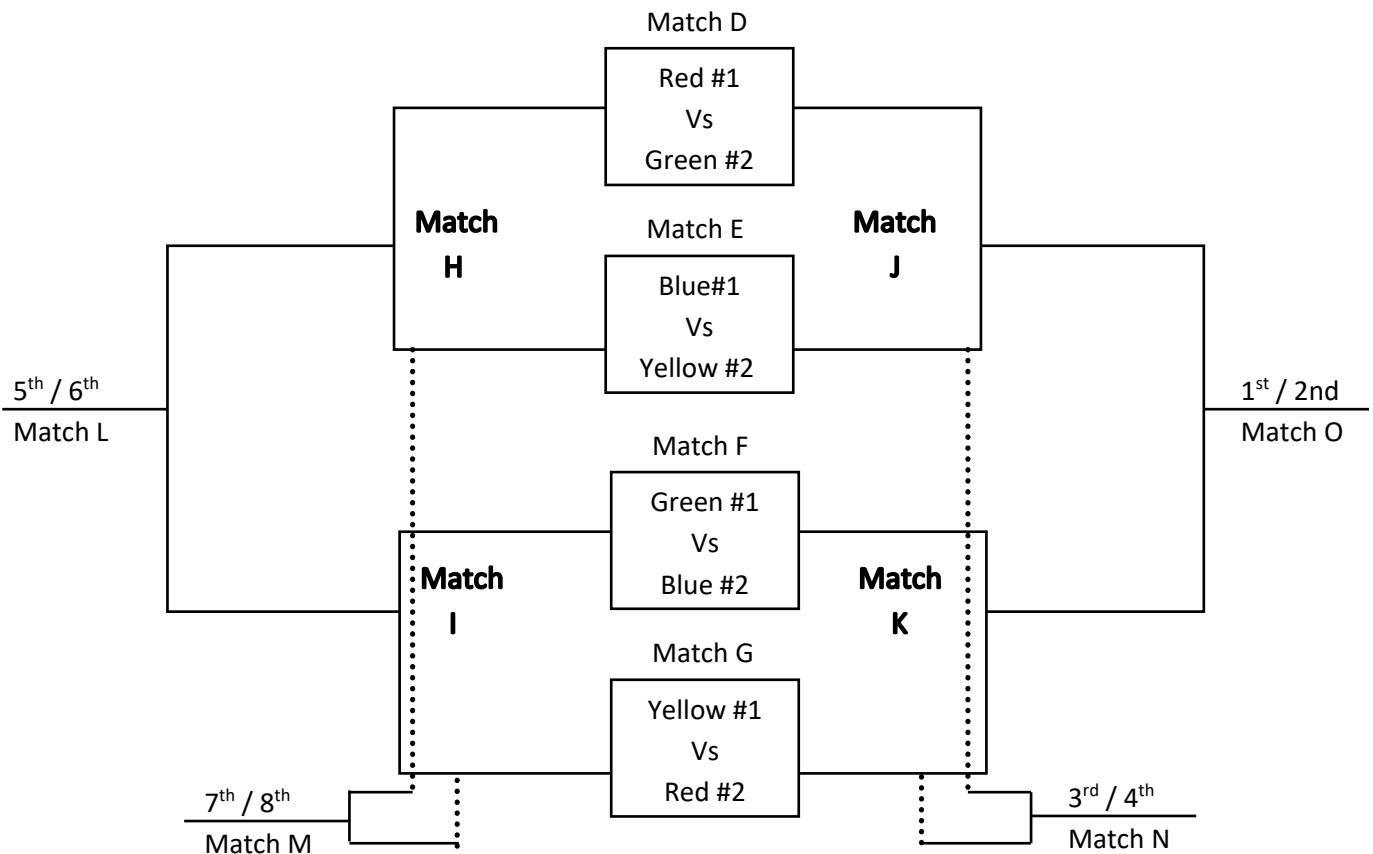 Match D
Red #1
Vs
Green #2
Match
H
Match E
Match
J
Blue#1
Vs
Yellow #2
5th / 6th
Match L
1st / 2nd
Match O
Match F
Green #1
Vs
Blue #2
Match
I
Match
K
Match G
Yellow #1
Vs
Red #2
7th / 8th
Match M
3rd / 4th
Match N